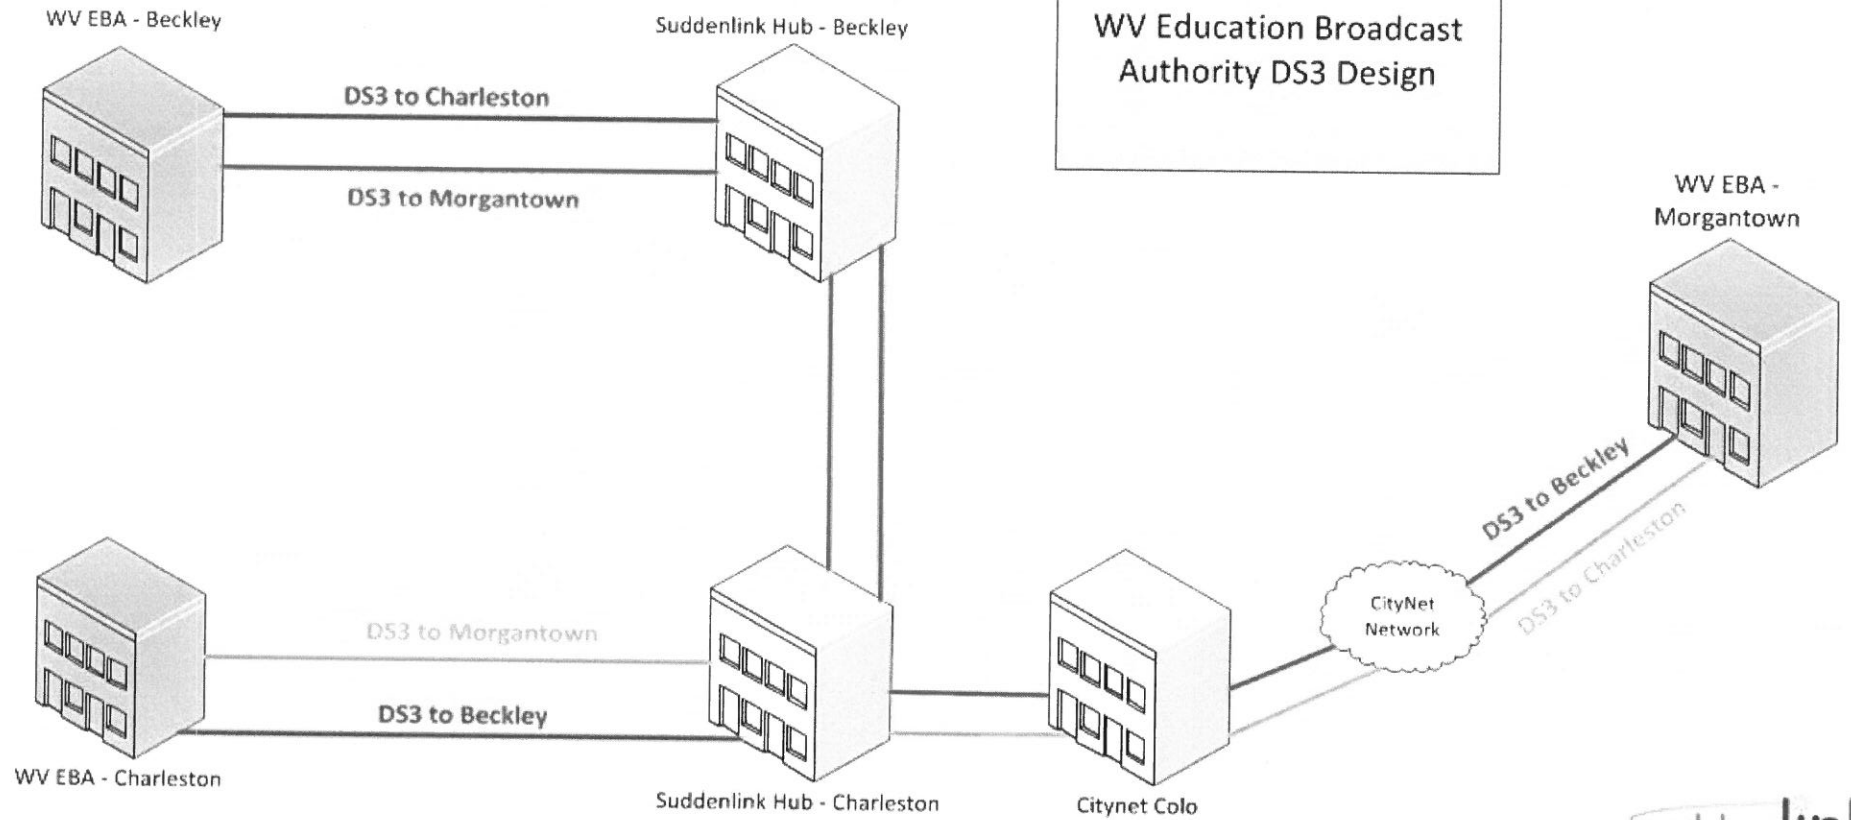 WV EBA - Beckley
Suddenlink Hub - Beckley
WV Education Broadcast
Authority DS3 Design
DS3 to Charleston
DS3 to Morgantown
WV EBA -
Morgantown
DS3 to Beckley
DS3 to Charleston
CityNet
Network
DS3 to Morgantown
DS3 to Beckley
WV EBA - Charleston
Suddenlink Hub - Charleston
Citynet Colo